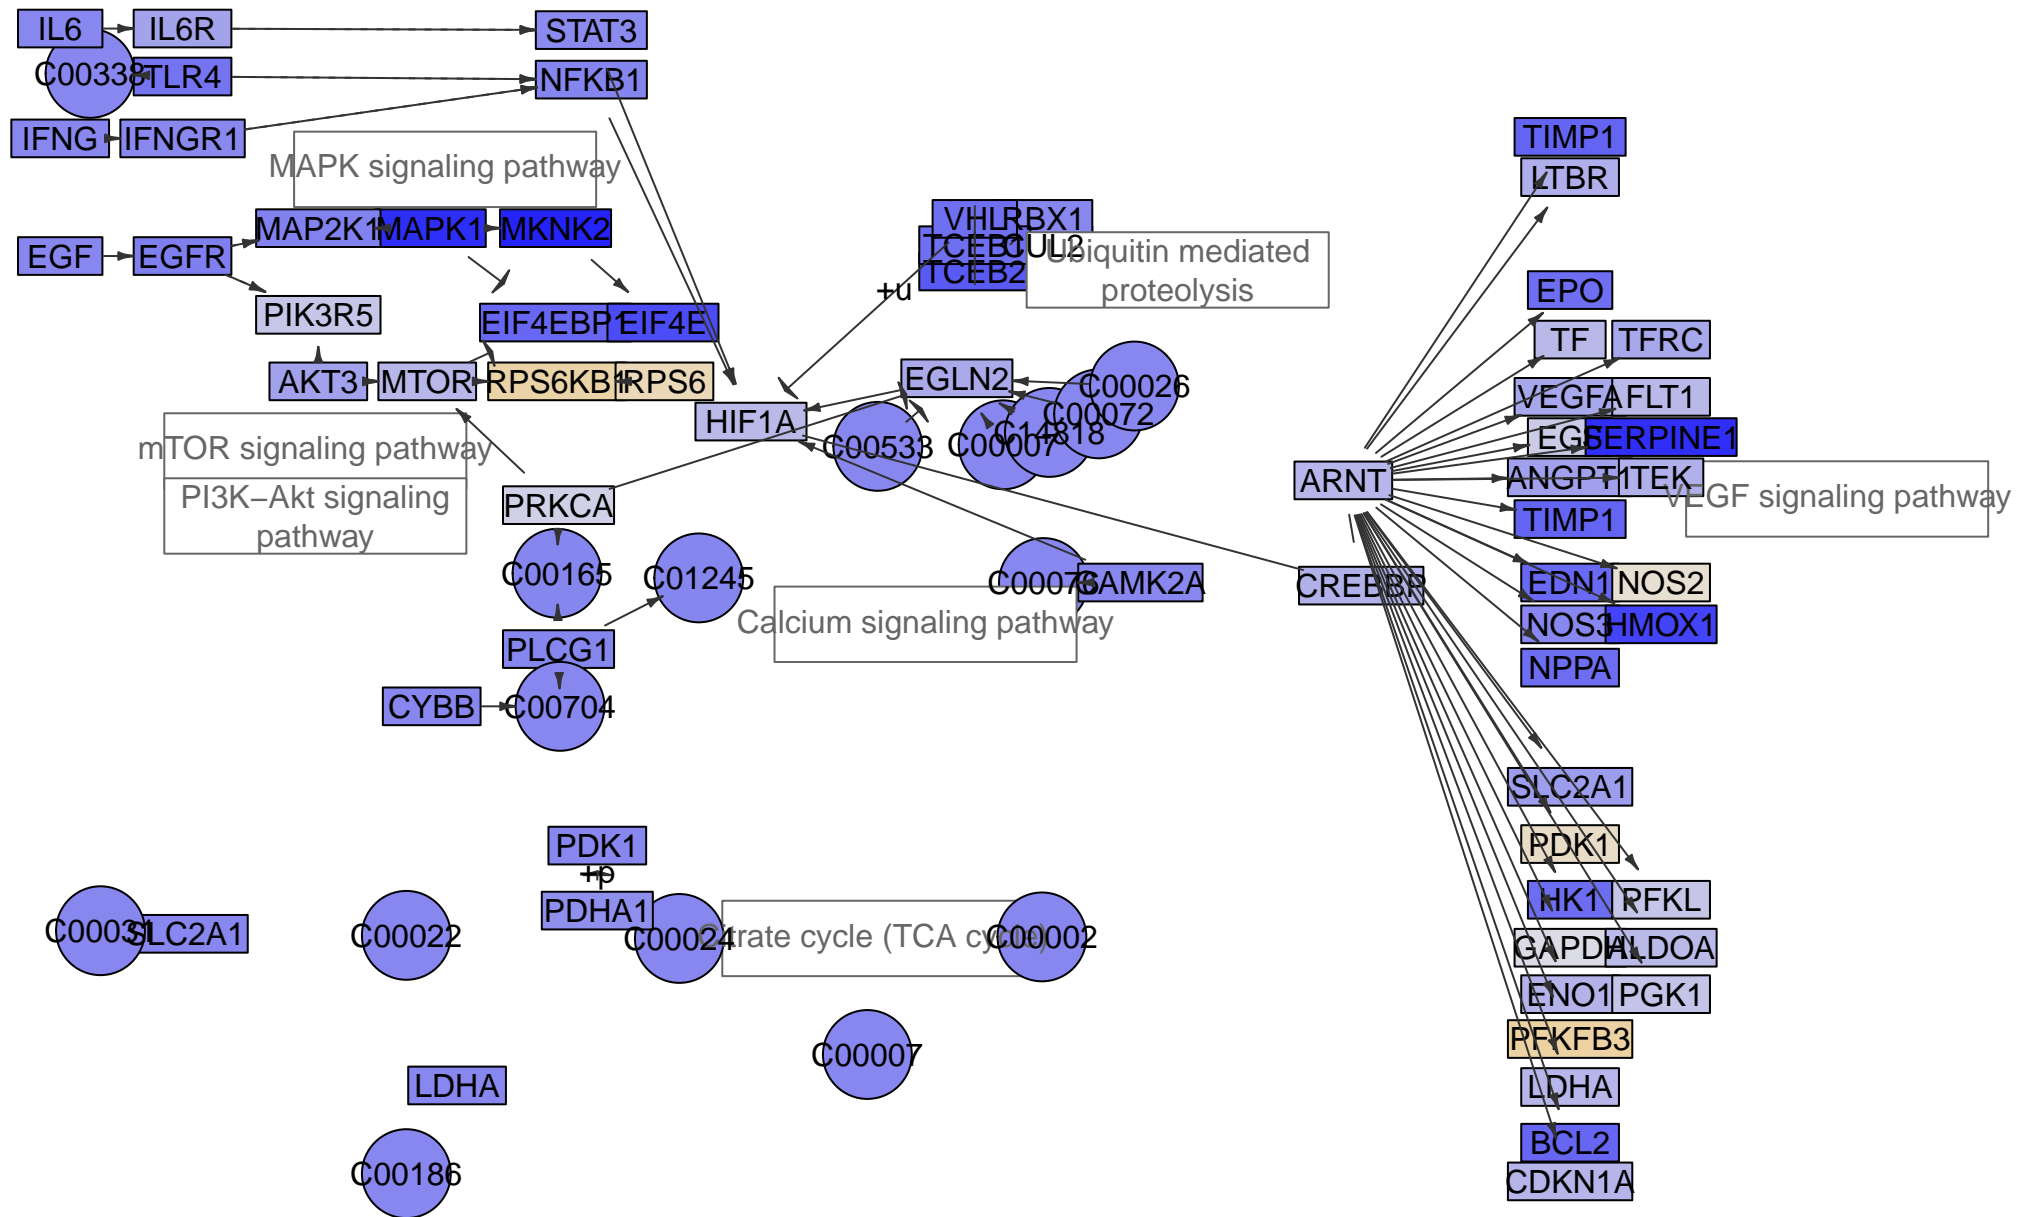 IL6
IL6R
STAT3
C00338
TLR4
NFKB1
IFNG
IFNGR1
MAPK signaling pathway
TIMP1
LTBR
MAP2K1
MAPK1
MKNK2
VHL
RBX1
EGF
EGFR
TCEB1
CUL2
Ubiquitin mediated
proteolysis
TCEB2
+u
EPO
PIK3R5
EIF4EBP1
EIF4E
TF
TFRC
AKT3
MTOR
RPS6KB1
RPS6
EGLN2
C00026
VEGFA
FLT1
HIF1A
C00072
C14818
C00007
C00533
EGF
SERPINE1
mTOR signaling pathway
PI3K–Akt signaling
pathway
ARNT
ANGPT1
TEK
VEGF signaling pathway
PRKCA
TIMP1
C00165
C01245
C00076
CAMK2A
CREBBP
EDN1
NOS2
Calcium signaling pathway
NOS3
HMOX1
PLCG1
NPPA
CYBB
C00704
SLC2A1
PDK1
+p
PDK1
PDHA1
HK1
PFKL
C00031
SLC2A1
C00022
C00024
Citrate cycle (TCA cycle)
C00002
GAPDH
ALDOA
ENO1
PGK1
PFKFB3
C00007
LDHA
LDHA
BCL2
C00186
CDKN1A